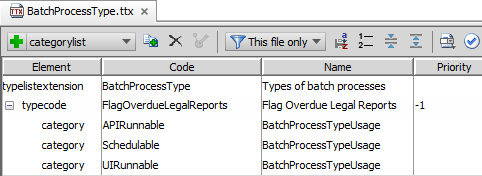 BatchProcessType.ttx ×
categorylist This file only
Element Code Name Priority
typelistextension BatchProcessType Types of batch processes
typecode FlagOverdueLegalReports Flag Overdue Legal Reports -1
category APIRunnable BatchProcessTypeUsage
category Schedulable BatchProcessTypeUsage
category UIRunnable BatchProcessTypeUsage